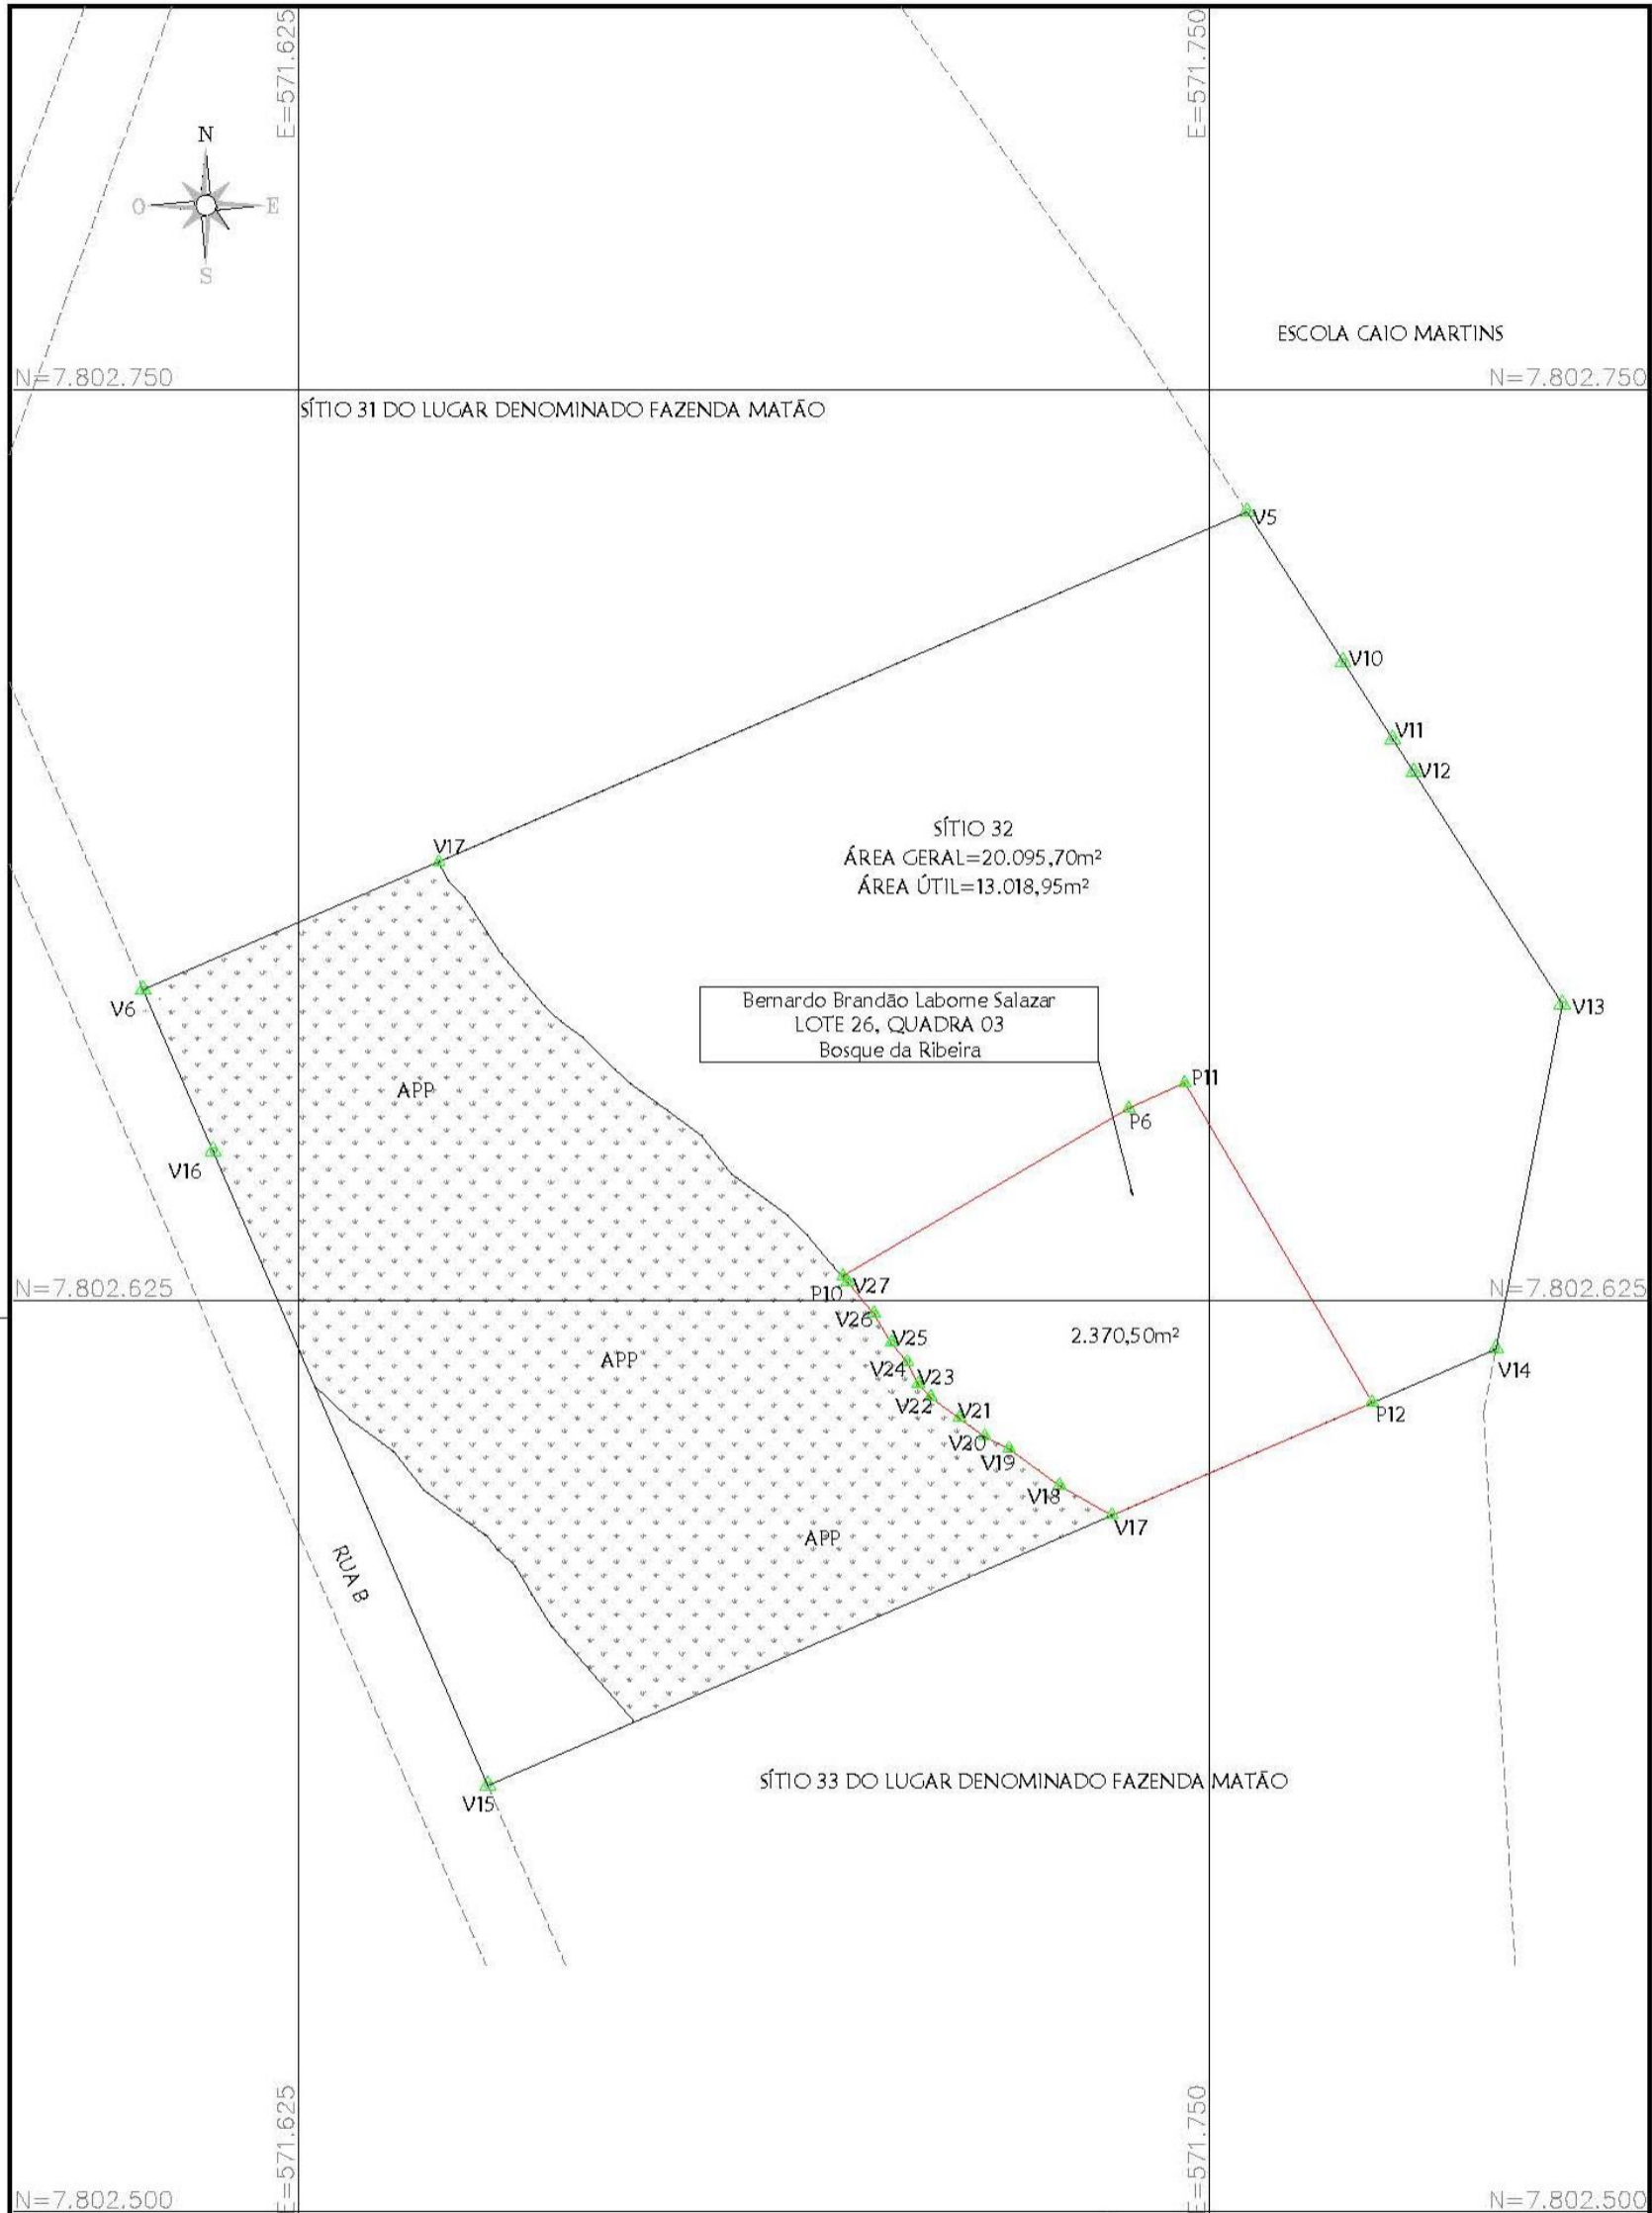 E=571.625
E=571.750
N
O
E
S
ESCOLA CAIO MARTINS
N=7.802.750
N=7.802.750
SÍTIO 31 DO LUGAR DENOMINADO FAZENDA MATÃO
V5
V10
V11
V12
SÍTIO 32
ÁREA GERAL=20.095,70m²
ÁREA ÚTIL=13.018,95m²
V17
V6
Bernardo Brandão Laborne Salazar
LOTE 26, QUADRA 03
Bosque da Ribeira
V13
APP
P11
P6
V16
N=7.802.625
P10
V27
N=7.802.625
V26
V25
2.370,50m²
APP
V24
V23
V14
V22
V21
P12
V20
V19
V18
V17
APP
RUA B
SÍTIO 33 DO LUGAR DENOMINADO FAZENDA MATÃO
V15
E=571.625
E=571.750
N=7.802.500
N=7.802.500